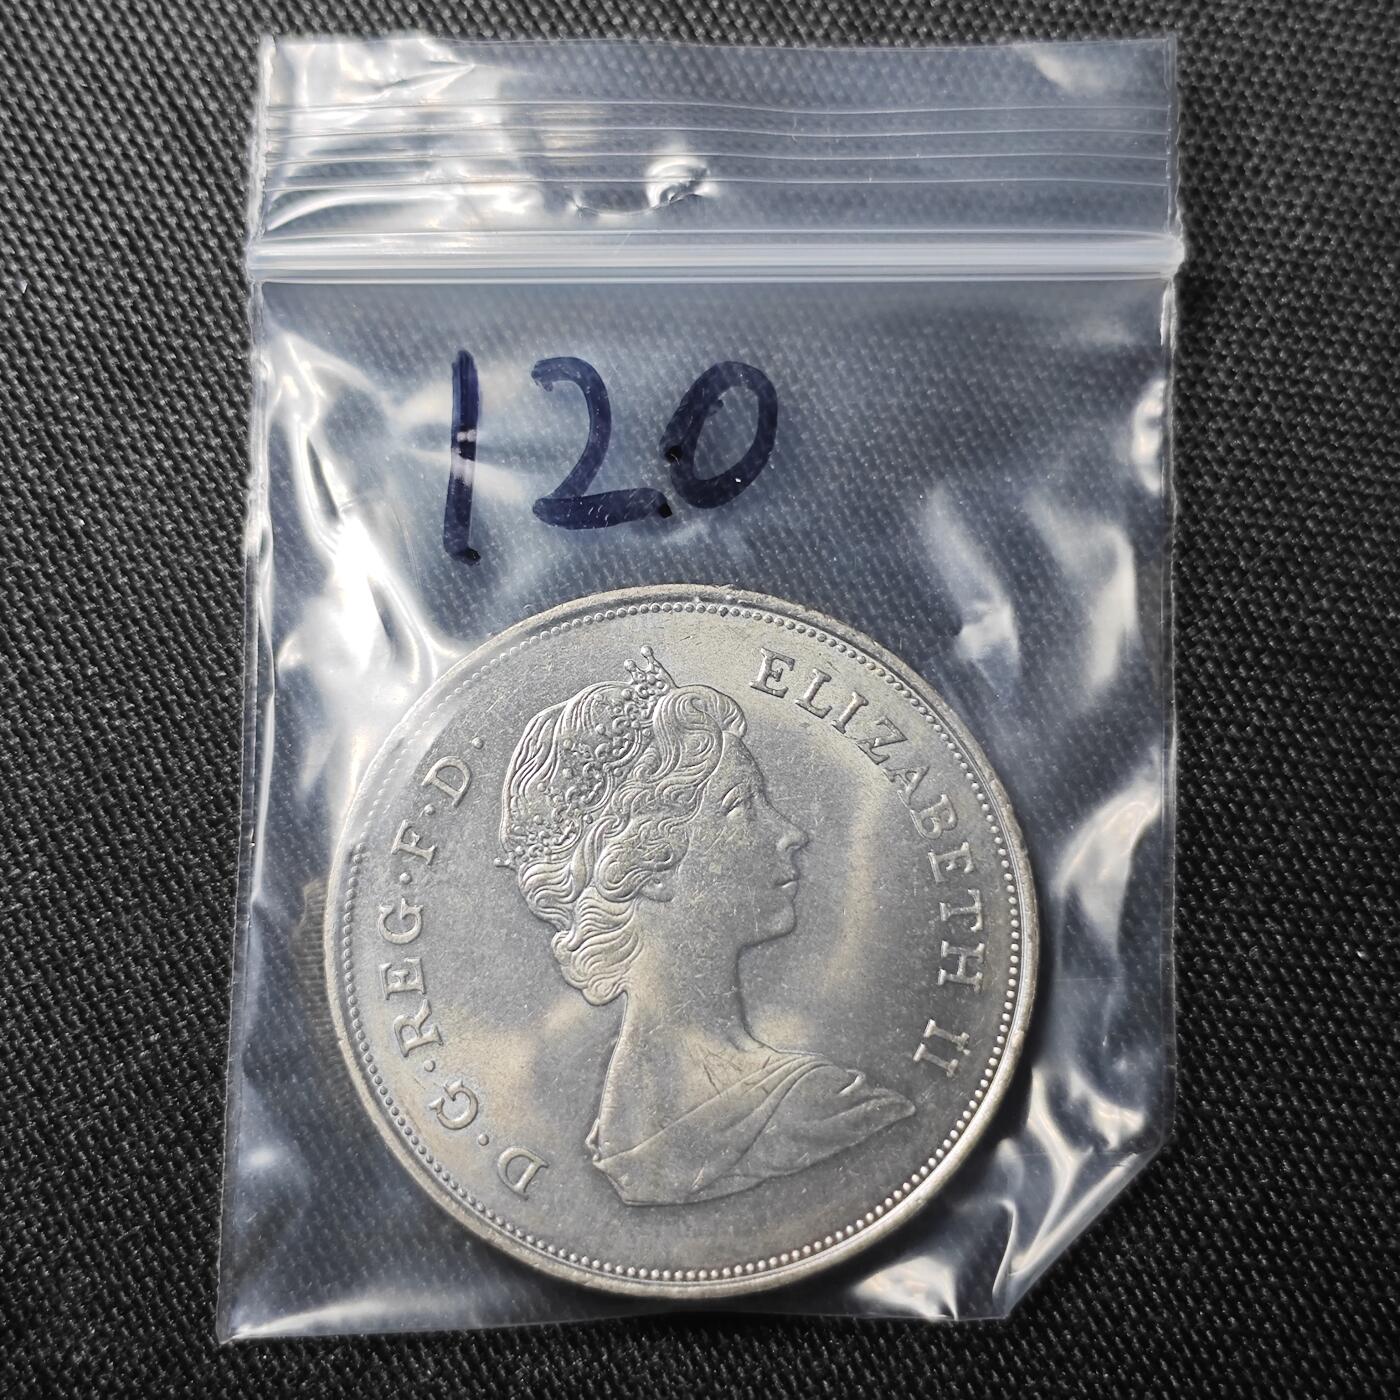 120
D·G·REG·F·D· ELIZABETH II